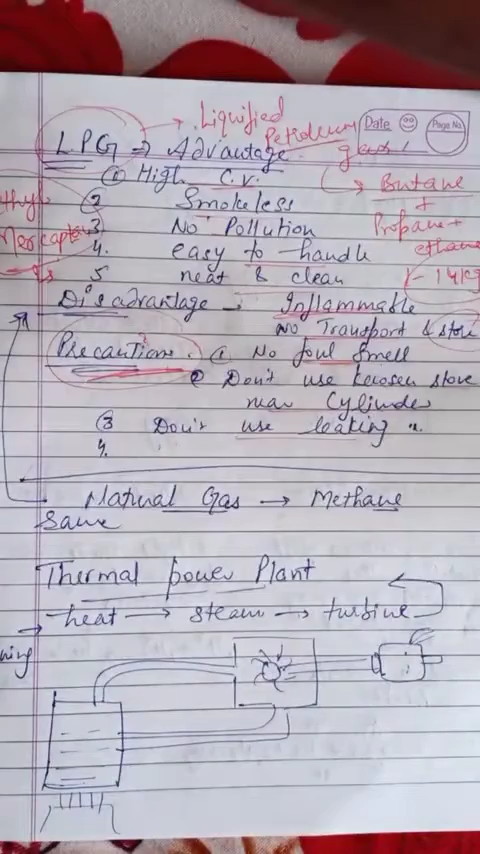 Liquified Petroleum gas
Date
Page No.
LPG → Advantage
① High C.V.
Butane
+
② Smokeless
Propane +
3. No Pollution
ethane
4. easy to handle
5 neat & clean
Disadvantage → Inflammable
No Transport & store
Precaution. ① No foul smell
② Don't use kerosen stove
near Cylinder
③ Don't use leaking "
4.
Natural Gas → Methane
Same
Thermal power Plant
heat → steam → turbine